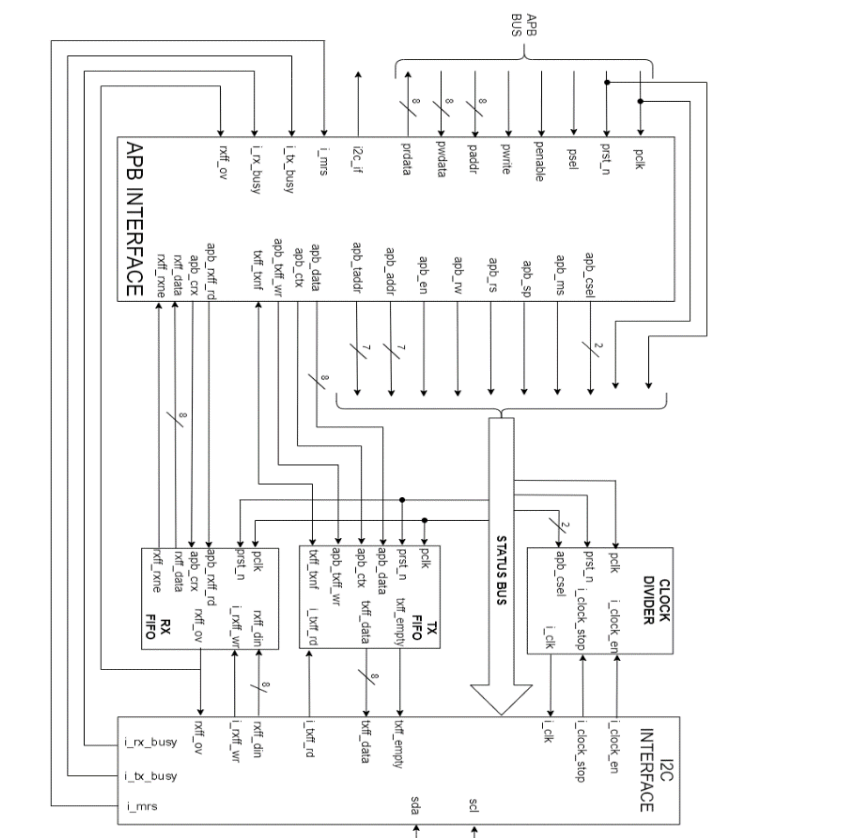 APB
BUS
8
8
8
rxff_ov
i_rx_busy
i_tx_busy
i_mrs
i2c_if
prdata
pwdata
paddr
pwrite
penable
psel
prst_n
pclk
APB INTERFACE
rxff_rxne
rxff_data
apb_crx
apb_rxff_rd
txff_txnf
apb_txff_wr
apb_ctx
apb_data
apb_taddr
apb_addr
apb_en
apb_rw
apb_rs
apb_sp
apb_ms
apb_csel
7
7
2
8
8
STATUS BUS
2
rxff_rxne
rxff_data
apb_crx
apb_rxff_rd
prst_n
pclk
rxff_ov
i_rxff_wr
rxff_din
RX
FIFO
txff_txnf
apb_txff_wr
apb_ctx
apb_data
prst_n
pclk
i_txff_rd
txff_data
txff_empty
TX
FIFO
apb_csel
prst_n
pclk
i_clk
i_clock_stop
i_clock_en
CLOCK
DIVIDER
8
8
rxff_ov
i_rxff_wr
rxff_din
i_txff_rd
txff_data
txff_empty
i_clk
i_clock_stop
i_clock_en
I2C
INTERFACE
i_rx_busy
i_tx_busy
i_mrs
sda
scl